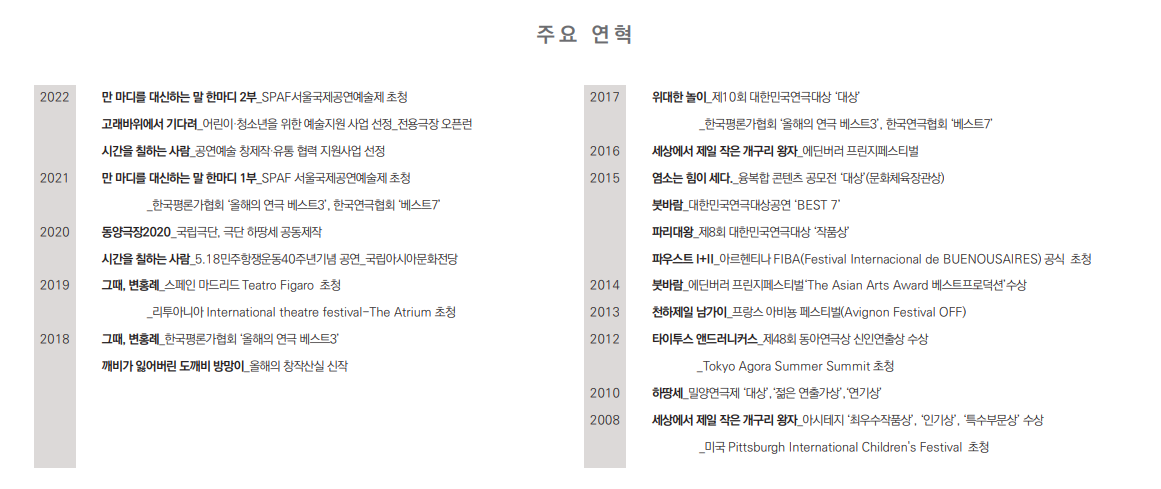 주요 연혁
2022 만 마디를 대신하는 말 한마디 2부_SPAF서울국제공연예술제 초청
고래바위에서 기다려_어린이·청소년을 위한 예술지원 사업 선정_전용극장 오픈런
시간을 칠하는 사람_공연예술 창제작·유통 협력 지원사업 선정
2021 만 마디를 대신하는 말 한마디 1부_SPAF 서울국제공연예술제 초청
_한국평론가협회 ‘올해의 연극 베스트3’, 한국연극협회 ‘베스트7’
2020 동양극장2020_국립극단, 극단 하땅세 공동제작
시간을 칠하는 사람_5.18민주항쟁운동40주년기념 공연_국립아시아문화전당
2019 그때, 변홍례_스페인 마드리드 Teatro Figaro 초청
_리투아니아 International theatre festival-The Atrium 초청
2018 그때, 변홍례_한국평론가협회 ‘올해의 연극 베스트3’
깨비가 잃어버린 도깨비 방망이_올해의 창작산실 신작
2017 위대한 놀이_제10회 대한민국연극대상 ‘대상’
_한국평론가협회 ‘올해의 연극 베스트3’, 한국연극협회 ‘베스트7’
2016 세상에서 제일 작은 개구리 왕자_에딘버러 프린지페스티벌
2015 염소는 힘이 세다._융복합 콘텐츠 공모전 ‘대상’(문화체육장관상)
붓바람_대한민국연극대상공연 ‘BEST 7’
파리대왕_제8회 대한민국연극대상 ‘작품상’
파우스트 I+II_아르헨티나 FIBA(Festival Internacional de BUENOUSAIRES) 공식 초청
2014 붓바람_에딘버러 프린지페스티벌‘The Asian Arts Award 베스트프로덕션’수상
2013 천하제일 남가이_프랑스 아비뇽 페스티벌(Avignon Festival OFF)
2012 타이투스 앤드러니커스_제48회 동아연극상 신인연출상 수상
_Tokyo Agora Summer Summit 초청
2010 하땅세_밀양연극제 ‘대상’,‘젊은 연출가상’,‘연기상’
2008 세상에서 제일 작은 개구리 왕자_아시테지 ‘최우수작품상’, ‘인기상’, ‘특수부문상’ 수상
_미국 Pittsburgh International Children’s Festival 초청